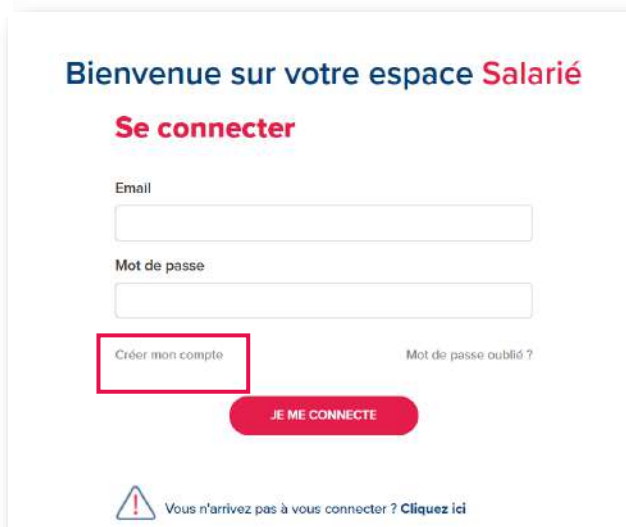 Bienvenue sur votre espace Salarié
Se connecter
Email
Mot de passe
Créer mon compte
Mot de passe oublié ?
JE ME CONNECTE
Vous n'arrivez pas à vous connecter ? Cliquez ici